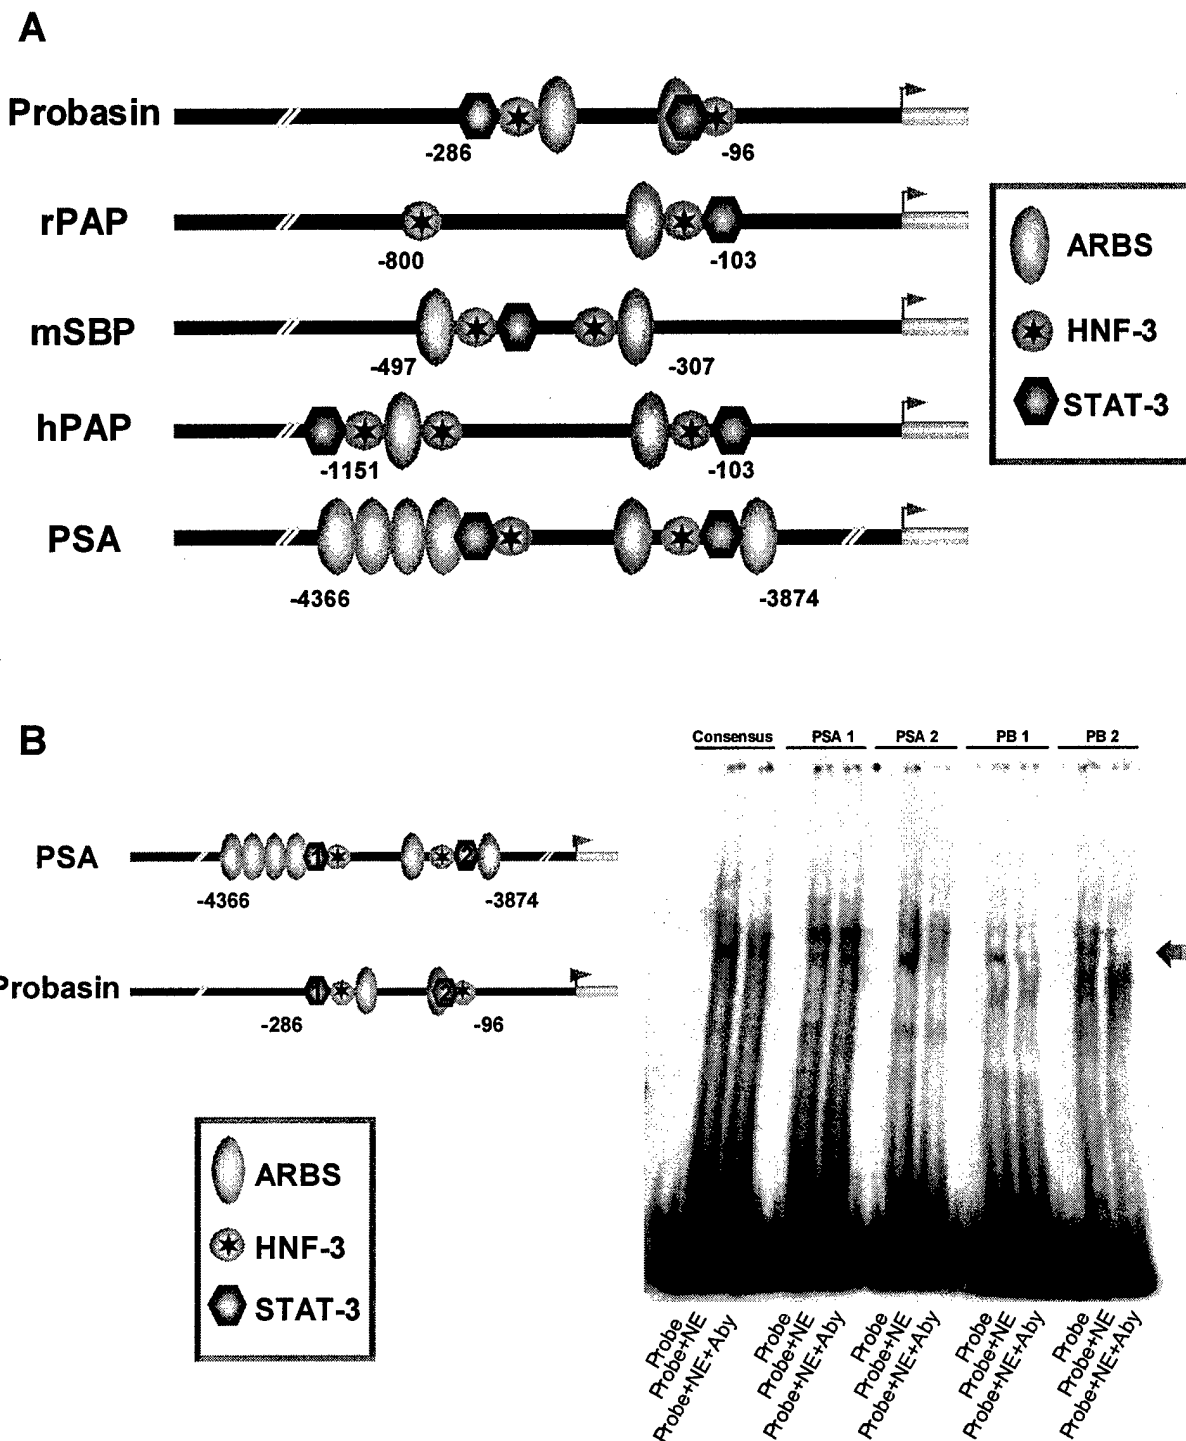 A
Probasin
-286
-96
rPAP
-800
-103
mSBP
-497
-307
hPAP
-1151
-103
PSA
-4366
-3874
ARBS
HNF-3
STAT-3
B
PSA
1
2
-4366
-3874
Probasin
1
2
-286
-96
ARBS
HNF-3
STAT-3
Consensus PSA 1 PSA 2 PB 1 PB 2
Probe
Probe+NE
Probe+NE+Aby
Probe
Probe+NE
Probe+NE+Aby
Probe
Probe+NE
Probe+NE+Aby
Probe
Probe+NE
Probe+NE+Aby
Probe
Probe+NE
Probe+NE+Aby